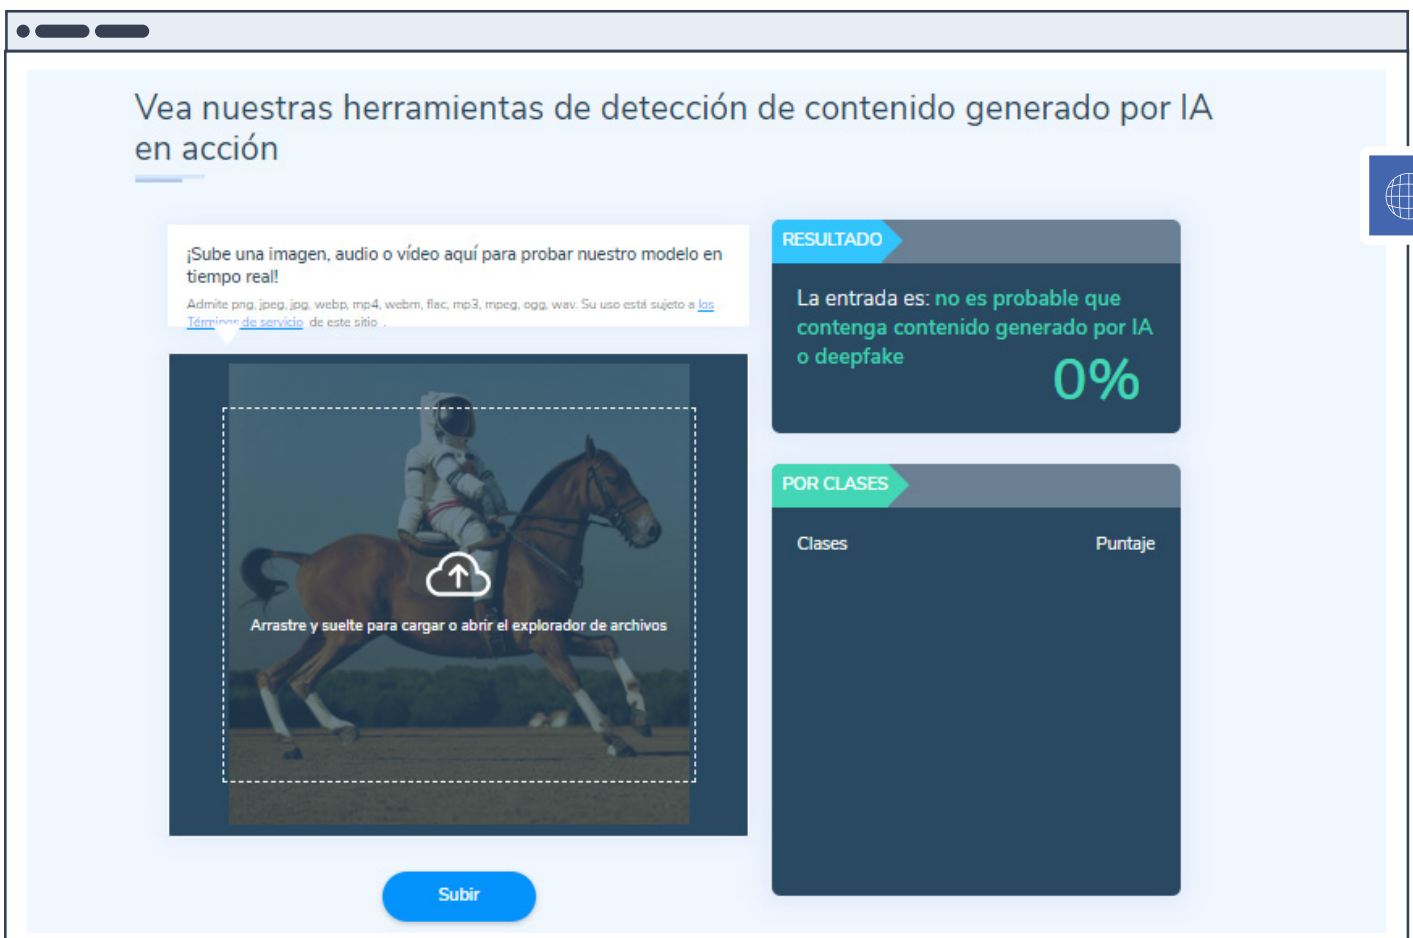 Vea nuestras herramientas de detección de contenido generado por IA
en acción
¡Sube una imagen, audio o vídeo aquí para probar nuestro modelo en
tiempo real!
Admite png, jpeg, jpg, webp, mp4, webm, flac, mp3, mpeg, ogg, wav. Su uso está sujeto a los
Términos de servicio de este sitio .
Arrastre y suelte para cargar o abrir el explorador de archivos
Subir
RESULTADO
La entrada es: no es probable que
contenga contenido generado por IA
o deepfake
0%
POR CLASES
Clases Puntaje